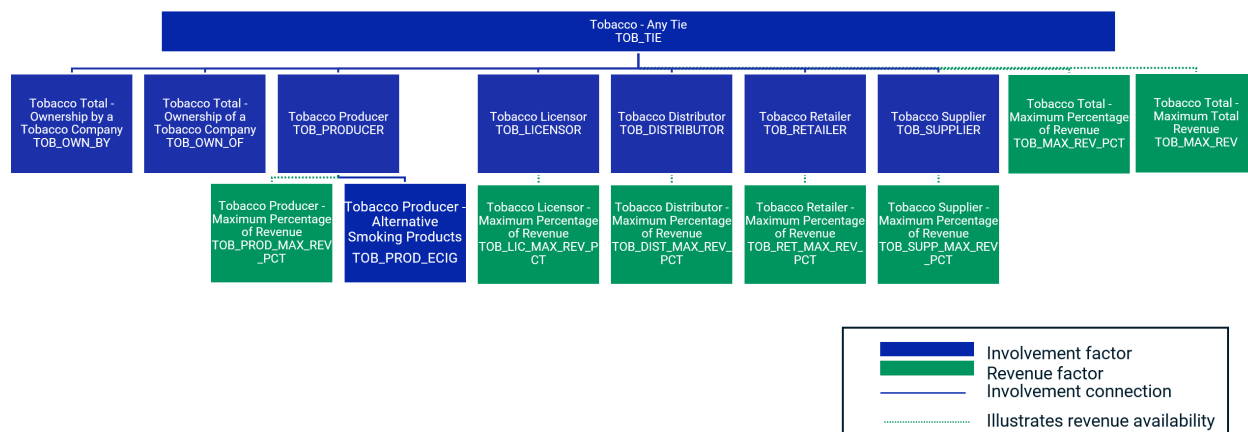 Tobacco - Any Tie
TOB_TIE
Tobacco Total -
Ownership by a
Tobacco Company
TOB_OWN_BY
Tobacco Total -
Ownership of a
Tobacco Company
TOB_OWN_OF
Tobacco Producer
TOB_PRODUCER
Tobacco Licensor
TOB_LICENSOR
Tobacco Distributor
TOB_DISTRIBUTOR
Tobacco Retailer
TOB_RETAILER
Tobacco Supplier
TOB_SUPPLIER
Tobacco Total -
Maximum Percentage
of Revenue
TOB_MAX_REV_PCT
Tobacco Total -
Maximum Total
Revenue
TOB_MAX_REV
Tobacco Producer -
Maximum Percentage
of Revenue
TOB_PROD_MAX_REV
_PCT
Tobacco Producer -
Alternative
Smoking Products
TOB_PROD_ECIG
Tobacco Licensor -
Maximum Percentage
of Revenue
TOB_LIC_MAX_REV_P
CT
Tobacco Distributor -
Maximum Percentage
of Revenue
TOB_DIST_MAX_REV_
PCT
Tobacco Retailer -
Maximum Percentage
of Revenue
TOB_RET_MAX_REV_
PCT
Tobacco Supplier -
Maximum Percentage
of Revenue
TOB_SUPP_MAX_REV
_PCT
Involvement factor
Revenue factor
Involvement connection
Illustrates revenue availability